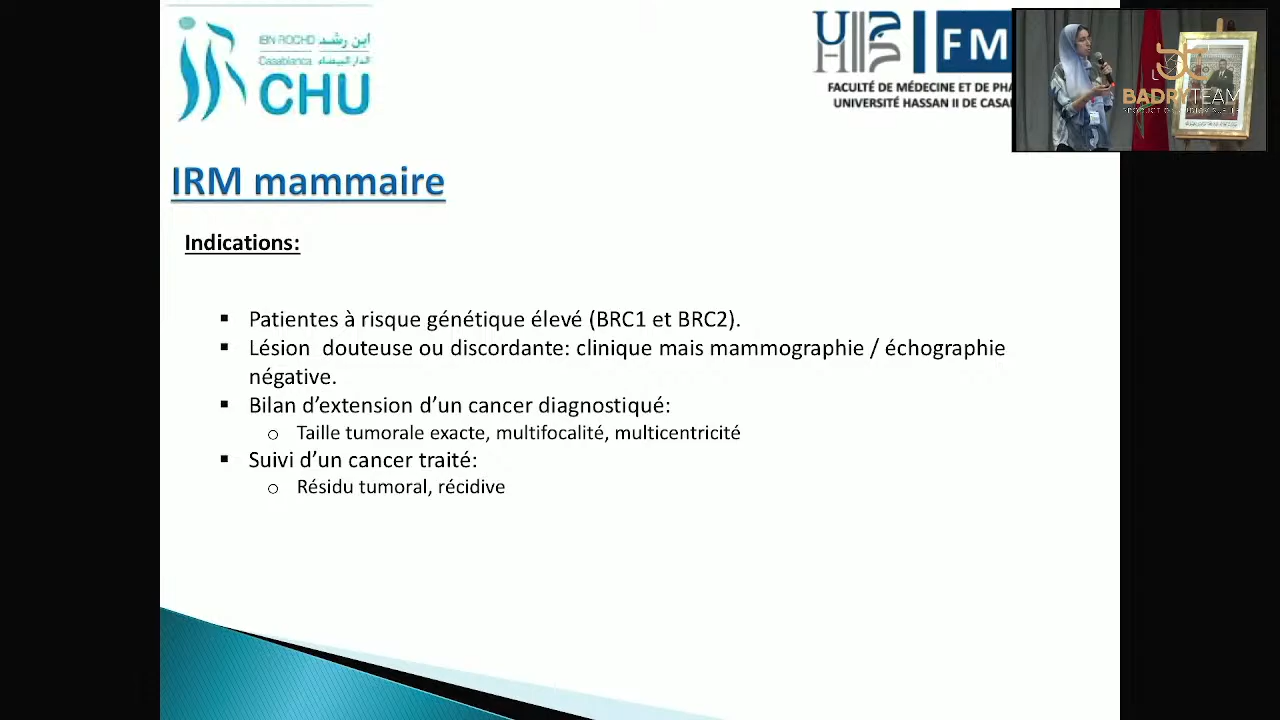 IBN ROCHD ابن رشد
Casablanca الدار البيضاء
CHU
UH2C FM
FACULTÉ DE MÉDECINE ET DE PHA
UNIVERSITÉ HASSAN II DE CASA
BADRYTEAM
IRM mammaire
Indications:
▪ Patientes à risque génétique élevé (BRC1 et BRC2).
▪ Lésion douteuse ou discordante: clinique mais mammographie / échographie
négative.
▪ Bilan d’extension d’un cancer diagnostiqué:
o Taille tumorale exacte, multifocalité, multicentricité
▪ Suivi d’un cancer traité:
o Résidu tumoral, récidive